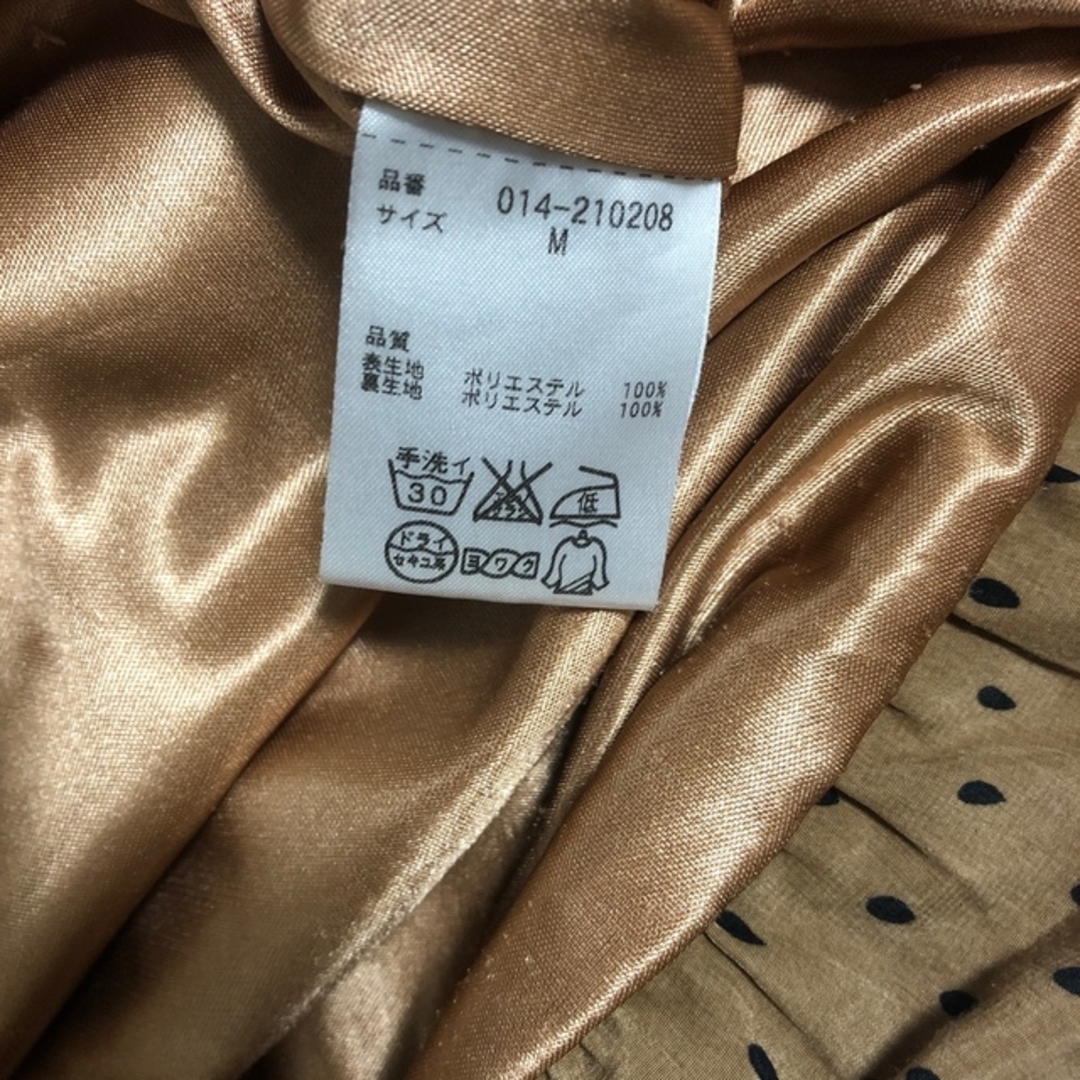 品番 014-210208
サイズ M
品質
表生地 ポリエステル 100%
裏生地 ポリエステル 100%
手洗イ
30
低
ドライ
セキユ系
ヨワク